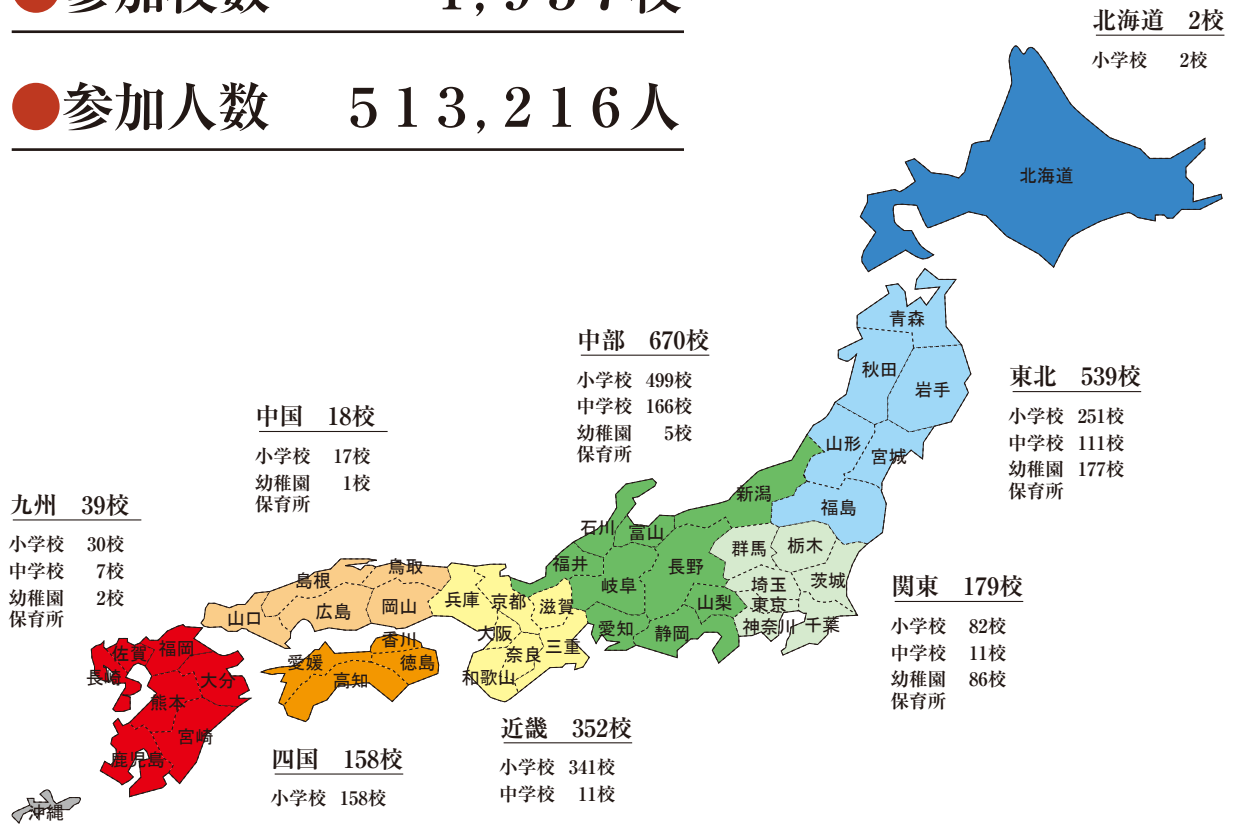 ●参加校数 1,957校
●参加人数 513,216人
北海道 2校
小学校 2校
北海道
中部 670校
小学校 499校
中学校 166校
幼稚園 5校
保育所
東北 539校
小学校 251校
中学校 111校
幼稚園 177校
保育所
中国 18校
小学校 17校
幼稚園 1校
保育所
九州 39校
小学校 30校
中学校 7校
幼稚園 2校
保育所
関東 179校
小学校 82校
中学校 11校
幼稚園 86校
保育所
近畿 352校
小学校 341校
中学校 11校
四国 158校
小学校 158校
青森
秋田
岩手
山形
宮城
福島
新潟
石川
富山
福井
岐阜
長野
山梨
愛知
静岡
群馬
栃木
茨城
埼玉
東京
神奈川
千葉
兵庫
京都
滋賀
大阪
奈良
三重
和歌山
鳥取
島根
岡山
広島
山口
香川
徳島
愛媛
高知
福岡
佐賀
長崎
大分
熊本
宮崎
鹿児島
沖縄